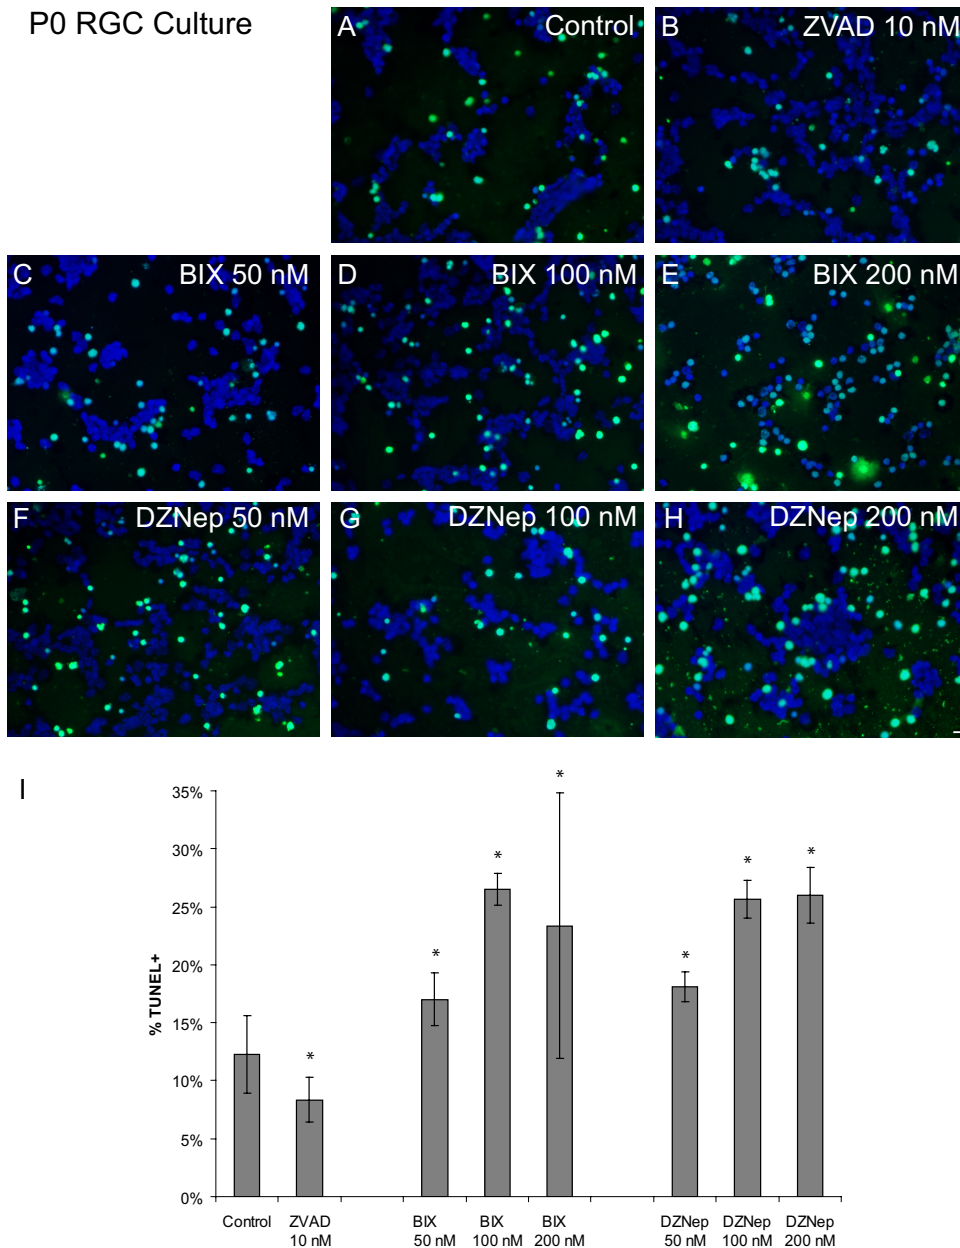 P0 RGC Culture
A Control
B ZVAD 10 nM
C BIX 50 nM
D BIX 100 nM
E BIX 200 nM
F DZNep 50 nM
G DZNep 100 nM
H DZNep 200 nM
I
35%
30%
25%
20%
15%
10%
5%
0%
% TUNEL+
*
*
*
*
*
*
*
Control
ZVAD
10 nM
BIX
50 nM
BIX
100 nM
BIX
200 nM
DZNep
50 nM
DZNep
100 nM
DZNep
200 nM